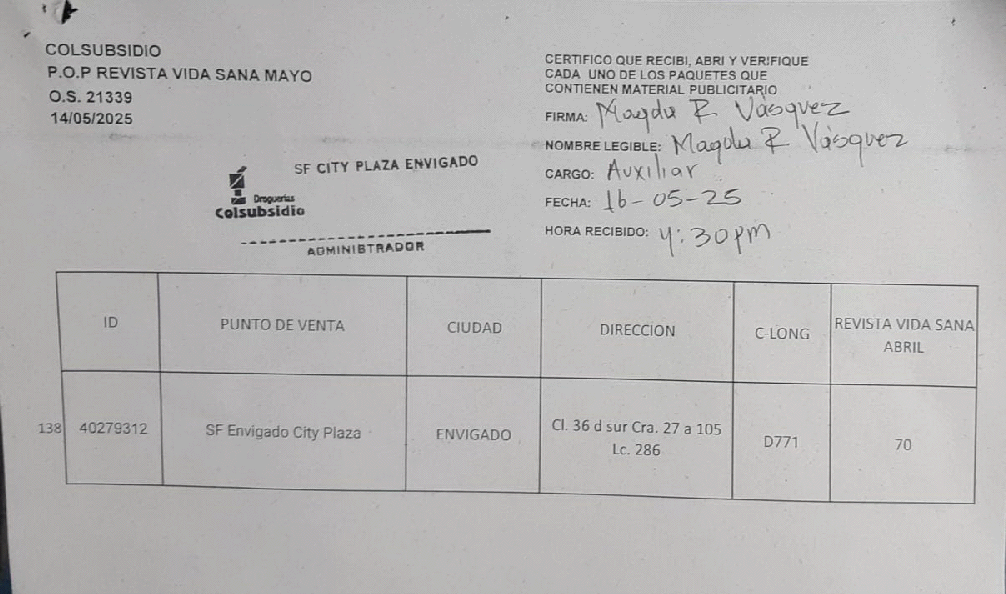 COLSUBSIDIO
P.O.P REVISTA VIDA SANA MAYO
O.S. 21339
14/05/2025
CERTIFICO QUE RECIBI, ABRI Y VERIFIQUE
CADA UNO DE LOS PAQUETES QUE
CONTIENEN MATERIAL PUBLICITARIO
FIRMA: Magda R Vásquez
NOMBRE LEGIBLE: Magda R Vásquez
CARGO: Auxiliar
FECHA: 16-05-25
HORA RECIBIDO: 4:30pm
SF CITY PLAZA ENVIGADO
Droguerías
Colsubsidio
ADMINISTRADOR
ID PUNTO DE VENTA CIUDAD DIRECCION C-LONG REVISTA VIDA SANA
ABRIL
138 40279312 SF Envigado City Plaza ENVIGADO Cl. 36 d sur Cra. 27 a 105 D771 70
Lc. 286